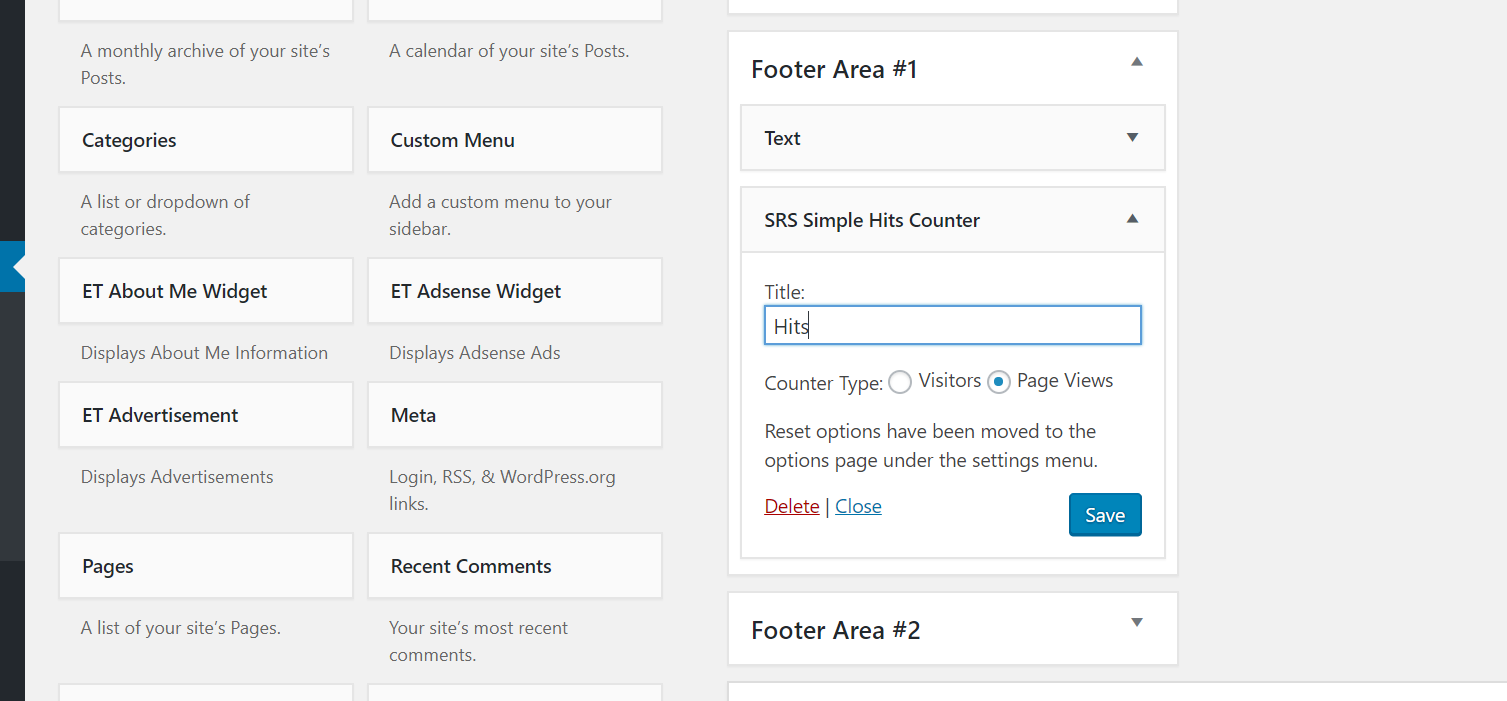 A monthly archive of your site’s
Posts.
A calendar of your site’s Posts.
Categories
Custom Menu
A list or dropdown of
categories.
Add a custom menu to your
sidebar.
ET About Me Widget
ET Adsense Widget
Displays About Me Information
Displays Adsense Ads
ET Advertisement
Meta
Displays Advertisements
Login, RSS, & WordPress.org
links.
Pages
Recent Comments
A list of your site’s Pages.
Your site’s most recent
comments.
Footer Area #1
Text
SRS Simple Hits Counter
Title:
Hits
Counter Type: Visitors Page Views
Reset options have been moved to the
options page under the settings menu.
Delete | Close
Save
Footer Area #2